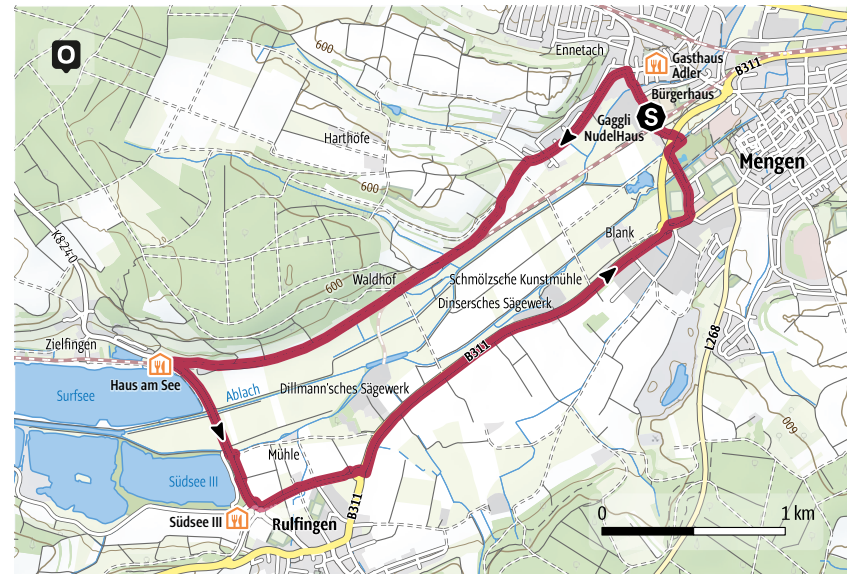 O
600
Ennetach
Gasthaus
Adler
B311
Bürgerhaus
S
Gaggli
NudelHaus
Harthöfe
Mengen
600
K8240
Blank
Waldhof
600
Schmölzsche Kunstmühle
Dinsersches Sägewerk
L268
Zielfingen
B311
Haus am See
Surfsee
Ablach
Dillmann'sches Sägewerk
600
Mühle
Südsee III
B311
Südsee III
Rulfingen
0
1 km